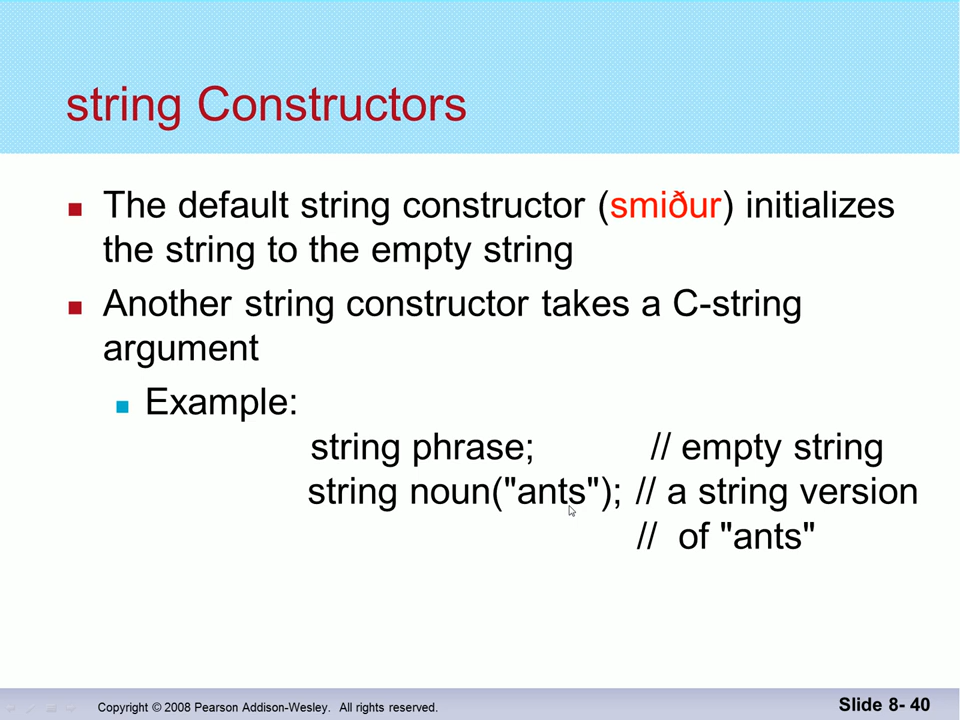 string Constructors
The default string constructor (smiður) initializes
the string to the empty string
Another string constructor takes a C-string
argument
Example:
string phrase; // empty string
string noun("ants"); // a string version
// of "ants"
Copyright © 2008 Pearson Addison-Wesley. All rights reserved.
Slide 8- 40